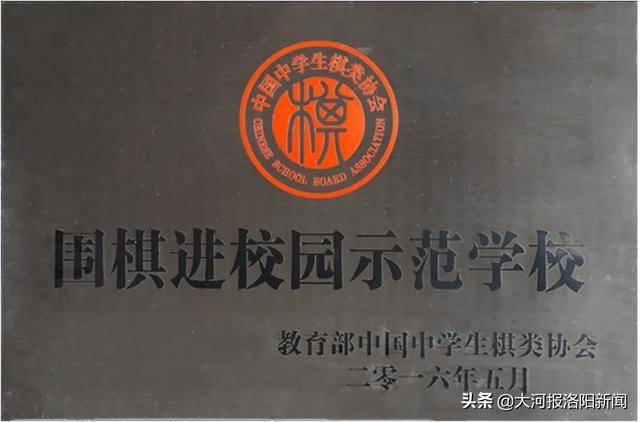 中国中学生棋类协会
棋
CHINESE SCHOOL BOARD ASSOCIATION
围棋进校园示范学校
教育部中国中学生棋类协会
二零一六年五月
头条 @大河报洛阳新闻